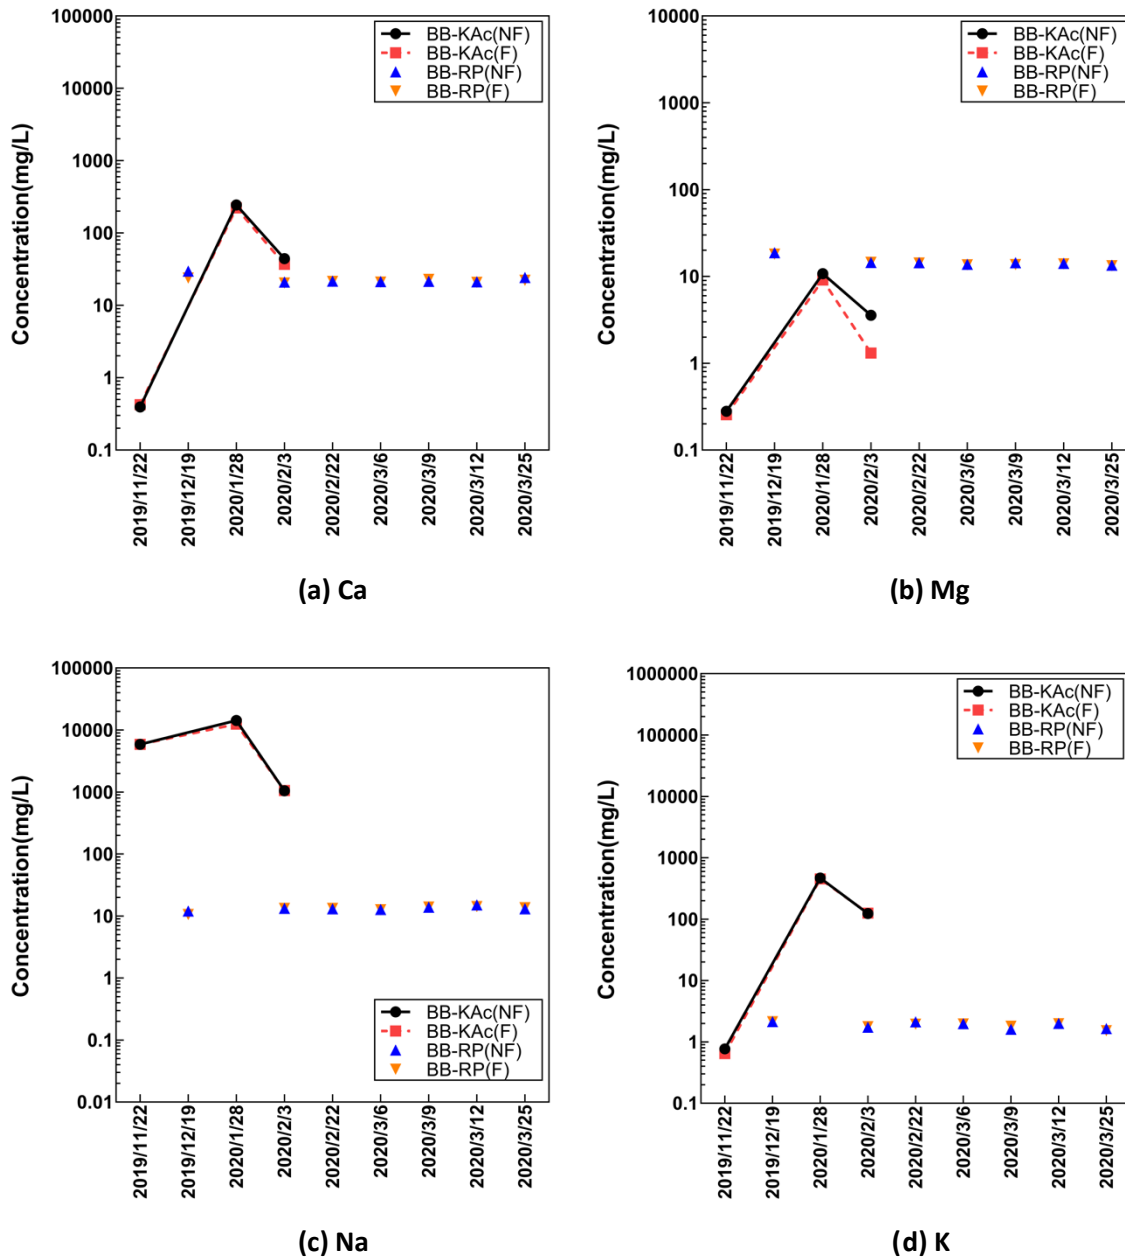 100000
10000
1000
100
10
1
0.1
Concentration(mg/L)
BB-KAc(NF)
BB-KAc(F)
BB-RP(NF)
BB-RP(F)
2019/11/22
2019/12/19
2020/1/28
2020/2/3
2020/2/22
2020/3/6
2020/3/9
2020/3/12
2020/3/25
(a) Ca
10000
1000
100
10
1
0.1
Concentration(mg/L)
BB-KAc(NF)
BB-KAc(F)
BB-RP(NF)
BB-RP(F)
2019/11/22
2019/12/19
2020/1/28
2020/2/3
2020/2/22
2020/3/6
2020/3/9
2020/3/12
2020/3/25
(b) Mg
100000
10000
1000
100
10
1
0.1
0.01
Concentration(mg/L)
BB-KAc(NF)
BB-KAc(F)
BB-RP(NF)
BB-RP(F)
2019/11/22
2019/12/19
2020/1/28
2020/2/3
2020/2/22
2020/3/6
2020/3/9
2020/3/12
2020/3/25
(c) Na
1000000
100000
10000
1000
100
10
1
0.1
Concentration(mg/L)
BB-KAc(NF)
BB-KAc(F)
BB-RP(NF)
BB-RP(F)
2019/11/22
2019/12/19
2020/1/28
2020/2/3
2020/2/22
2020/3/6
2020/3/9
2020/3/12
2020/3/25
(d) K